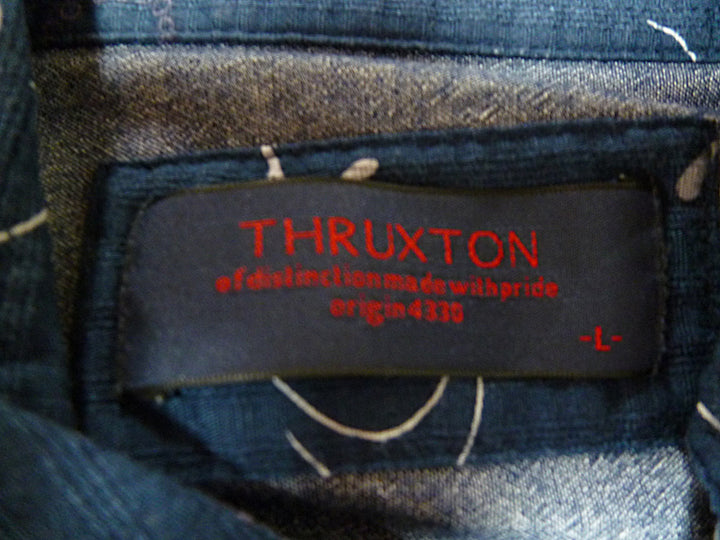 THRUXTON
ofdistinctionmadewithpride
origin4330
-L-